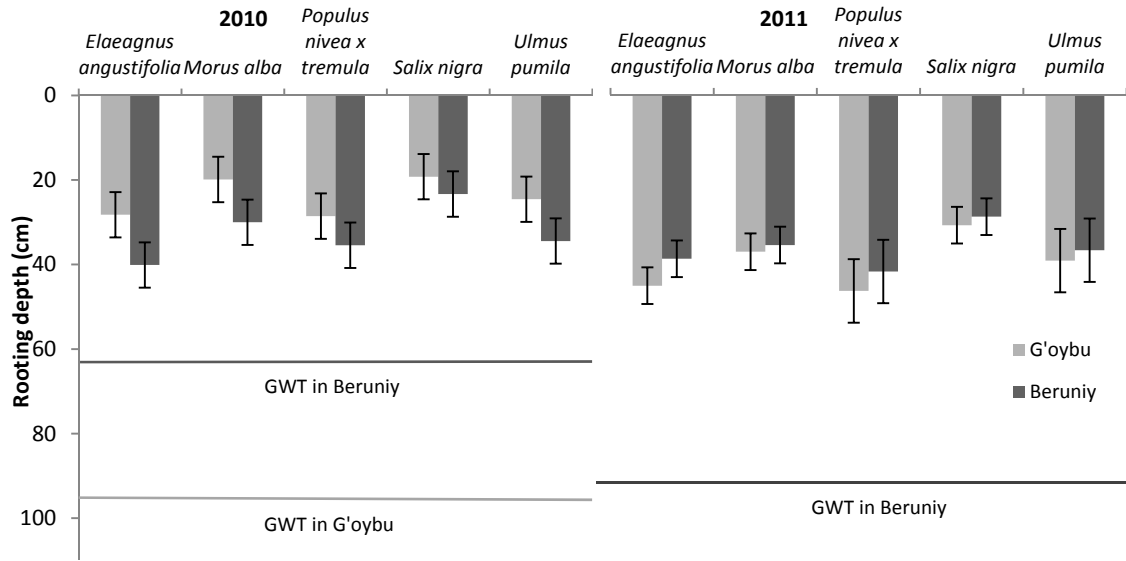 2010
Elaeagnus
angustifolia
Morus alba
Populus
nivea x
tremula
Salix nigra
Ulmus
pumila
2011
Elaeagnus
angustifolia
Morus alba
Populus
nivea x
tremula
Salix nigra
Ulmus
pumila
Rooting depth (cm)
0
20
40
60
80
100
GWT in Beruniy
GWT in G'oybu
G'oybu
Beruniy
GWT in Beruniy